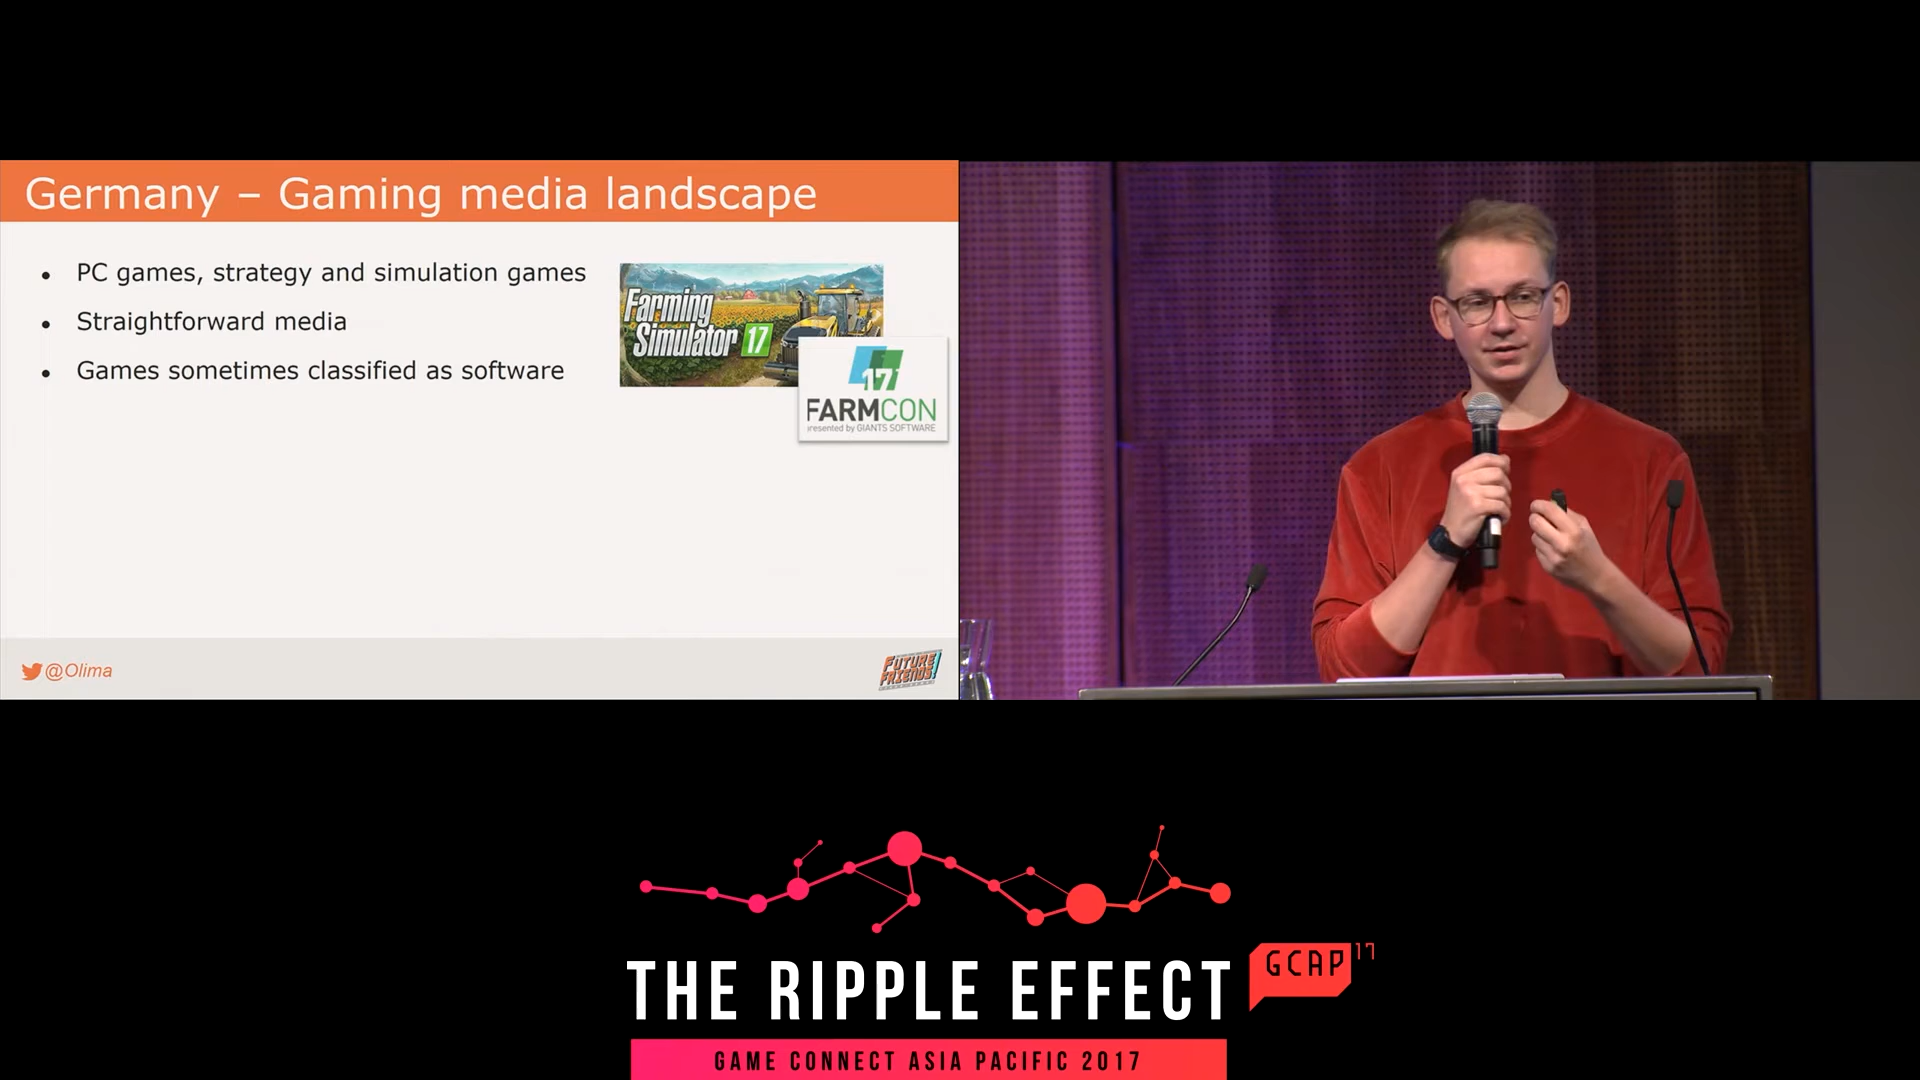 Germany – Gaming media landscape
• PC games, strategy and simulation games
• Straightforward media
• Games sometimes classified as software
Farming
Simulator 17
17
FARMCON
resented by GIANTS SOFTWARE
@Olima
FUTURE
FRIENDS!
THE RIPPLE EFFECT
GCAP 17
GAME CONNECT ASIA PACIFIC 2017